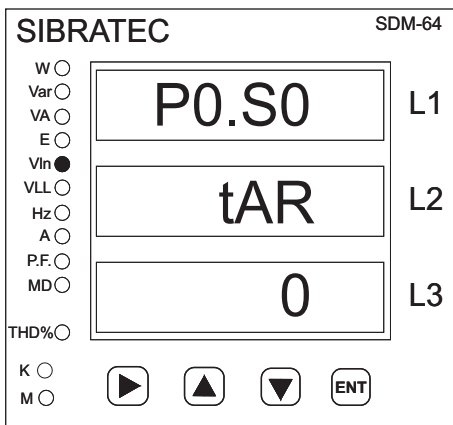 SIBRATEC SDM-64
W
Var
VA
E
Vln
VLL
Hz
A
P.F.
MD
THD%
K
M
P0.S0 L1
tAR L2
0 L3
ENT